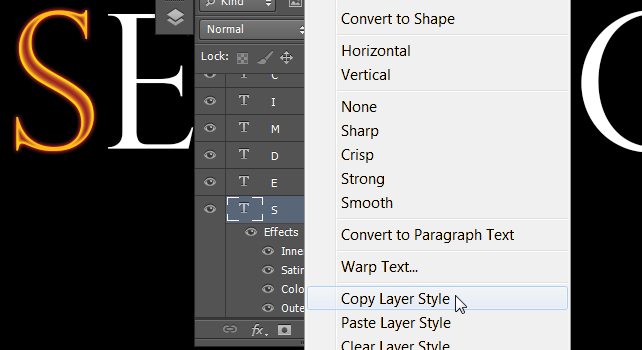 Kind
Normal
Lock:
C
I
M
D
E
S
Effects
Inne
Satir
Colo
Oute
fx
Convert to Shape
Horizontal
Vertical
None
Sharp
Crisp
Strong
Smooth
Convert to Paragraph Text
Warp Text...
Copy Layer Style
Paste Layer Style
Clear Layer Style
SE